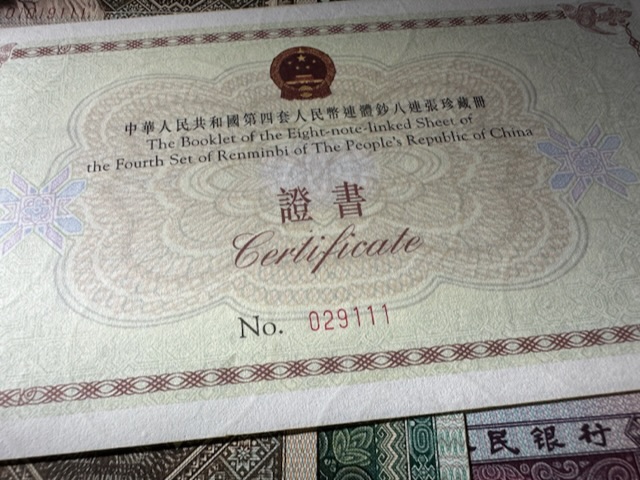 中華人民共和國第四套人民幣連體鈔八連張珍藏冊
The Booklet of the Eight-note-linked Sheet of
the Fourth Set of Renminbi of The People's Republic of China
證書
Certificate
No. 029111
民银行